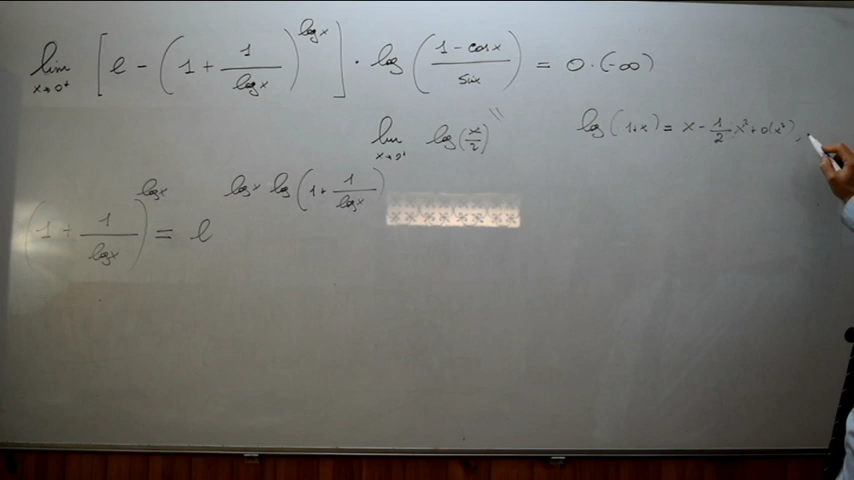 lim x→0⁺ [ e - ( 1 + 1/logx )^logx ] · log ( (1 - cosx)/sinx ) = 0 · (-∞)
lim x→0⁺ log ( x/2 ) "
log ( 1+x ) = x - 1/2 x² + o(x²),
( 1 + 1/logx )^logx = e^logx log ( 1 + 1/logx )